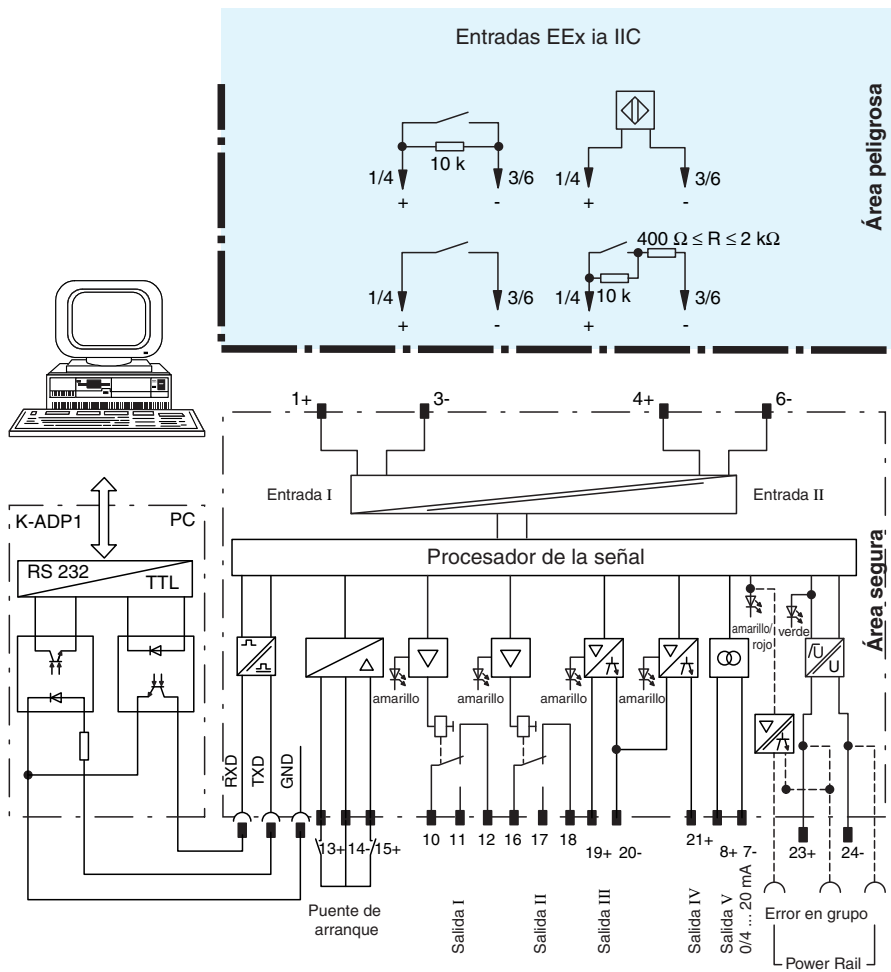 Entradas EEx ia IIC
Área peligrosa
10 k
1/4
3/6
1/4
3/6
+
-
+
-
400 Ω ≤ R ≤ 2 kΩ
1/4
3/6
1/4
10 k
3/6
+
-
+
-
1+
3-
4+
6-
Entrada I
Entrada II
K-ADP1
PC
Procesador de la señal
Área segura
RS 232
TTL
amarillo/
rojo
verde
U
U
amarillo
amarillo
amarillo
amarillo
RXD
TXD
GND
13+
14-
15+
10
11
12
16
17
18
19+
20-
21+
8+
7-
23+
24-
Puente de
arranque
Salida I
Salida II
Salida III
Salida IV
Salida V
0/4 ... 20 mA
Error en grupo
Power Rail